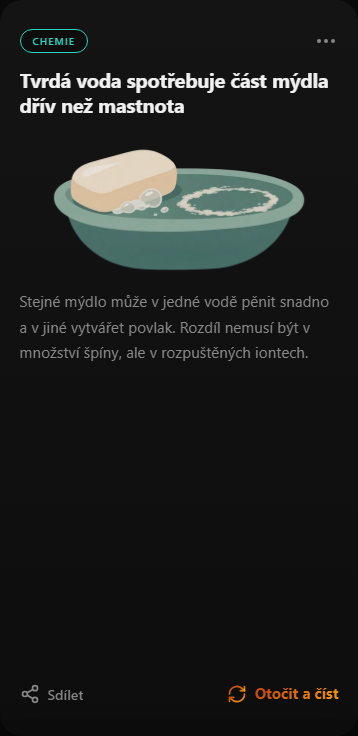 CHEMIE
Tvrdá voda spotřebuje část mýdla
dřív než mastnota
Stejné mýdlo může v jedné vodě pěnit snadno
a v jiné vytvářet povlak. Rozdíl nemusí být v
množství špíny, ale v rozpuštěných iontech.
Sdílet
Otočit a číst